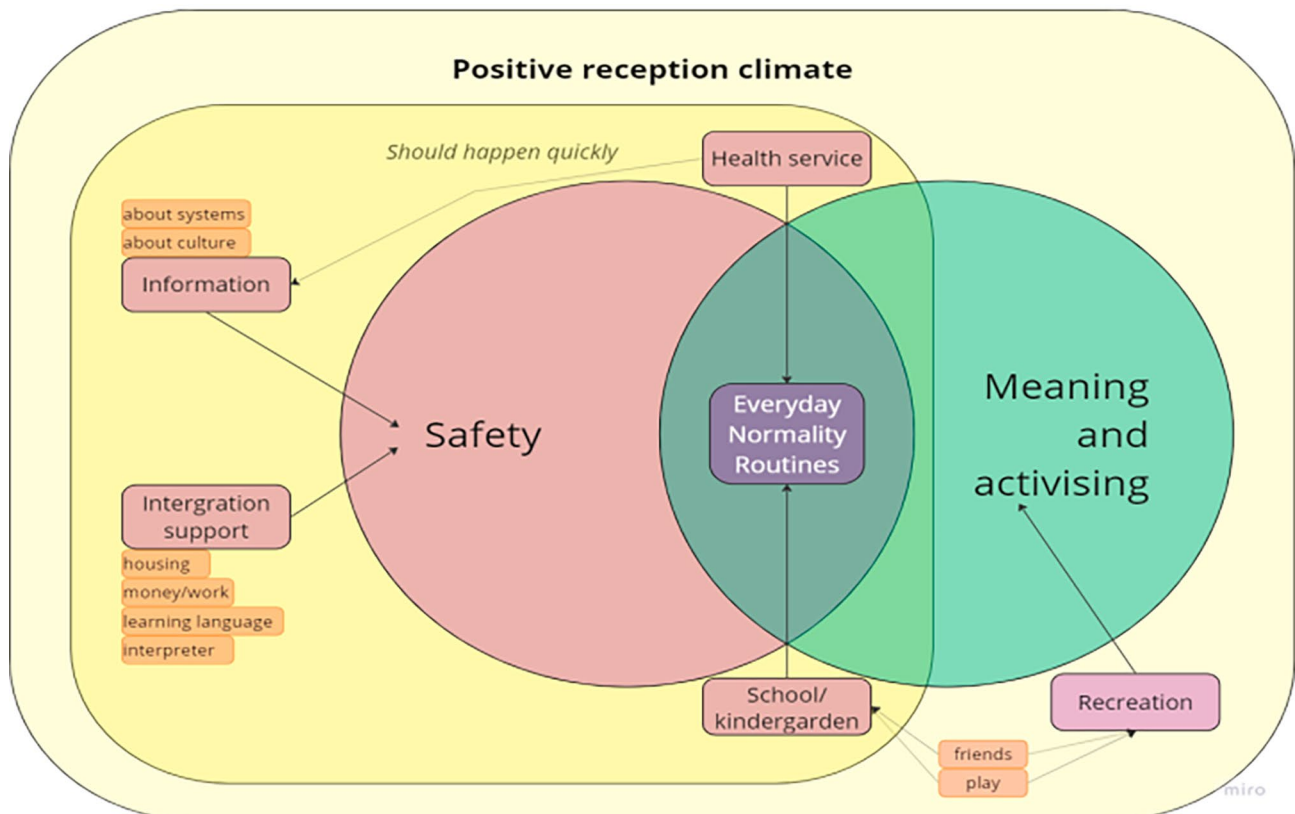 Positive reception climate
Should happen quickly
Health service
about systems
about culture
Information
Safety
Everyday
Normality
Routines
Meaning
and
activising
Intergration
support
housing
money/work
learning language
interpreter
School/
kindergarden
Recreation
friends
play
miro